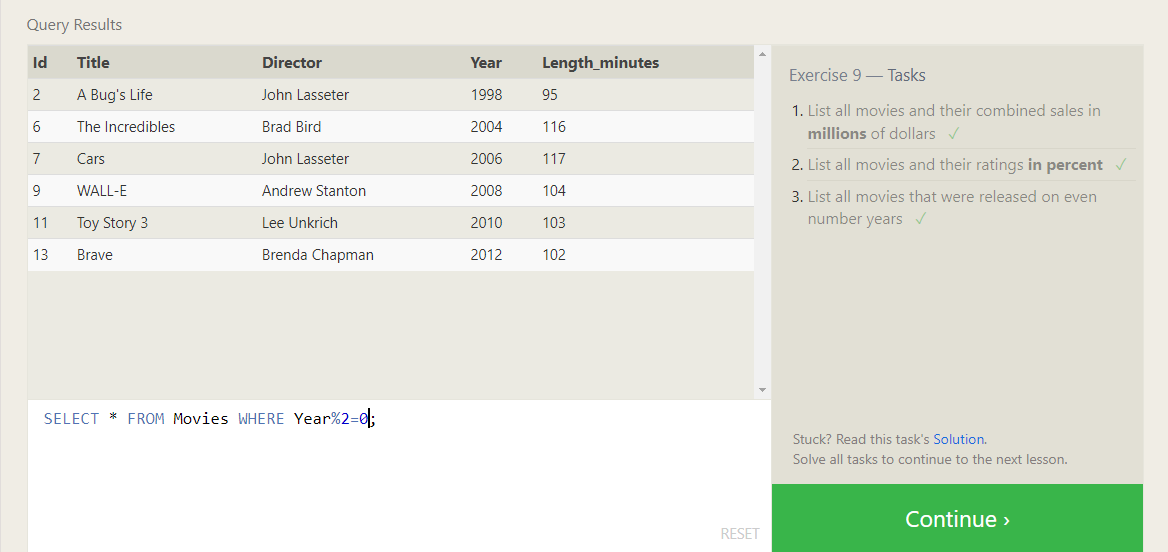 Query Results
Id Title Director Year Length_minutes
2 A Bug's Life John Lasseter 1998 95
6 The Incredibles Brad Bird 2004 116
7 Cars John Lasseter 2006 117
9 WALL-E Andrew Stanton 2008 104
11 Toy Story 3 Lee Unkrich 2010 103
13 Brave Brenda Chapman 2012 102
SELECT * FROM Movies WHERE Year%2=0;
RESET
Exercise 9 — Tasks
1. List all movies and their combined sales in
millions of dollars ✓
2. List all movies and their ratings in percent ✓
3. List all movies that were released on even
number years ✓
Stuck? Read this task's Solution.
Solve all tasks to continue to the next lesson.
Continue ›